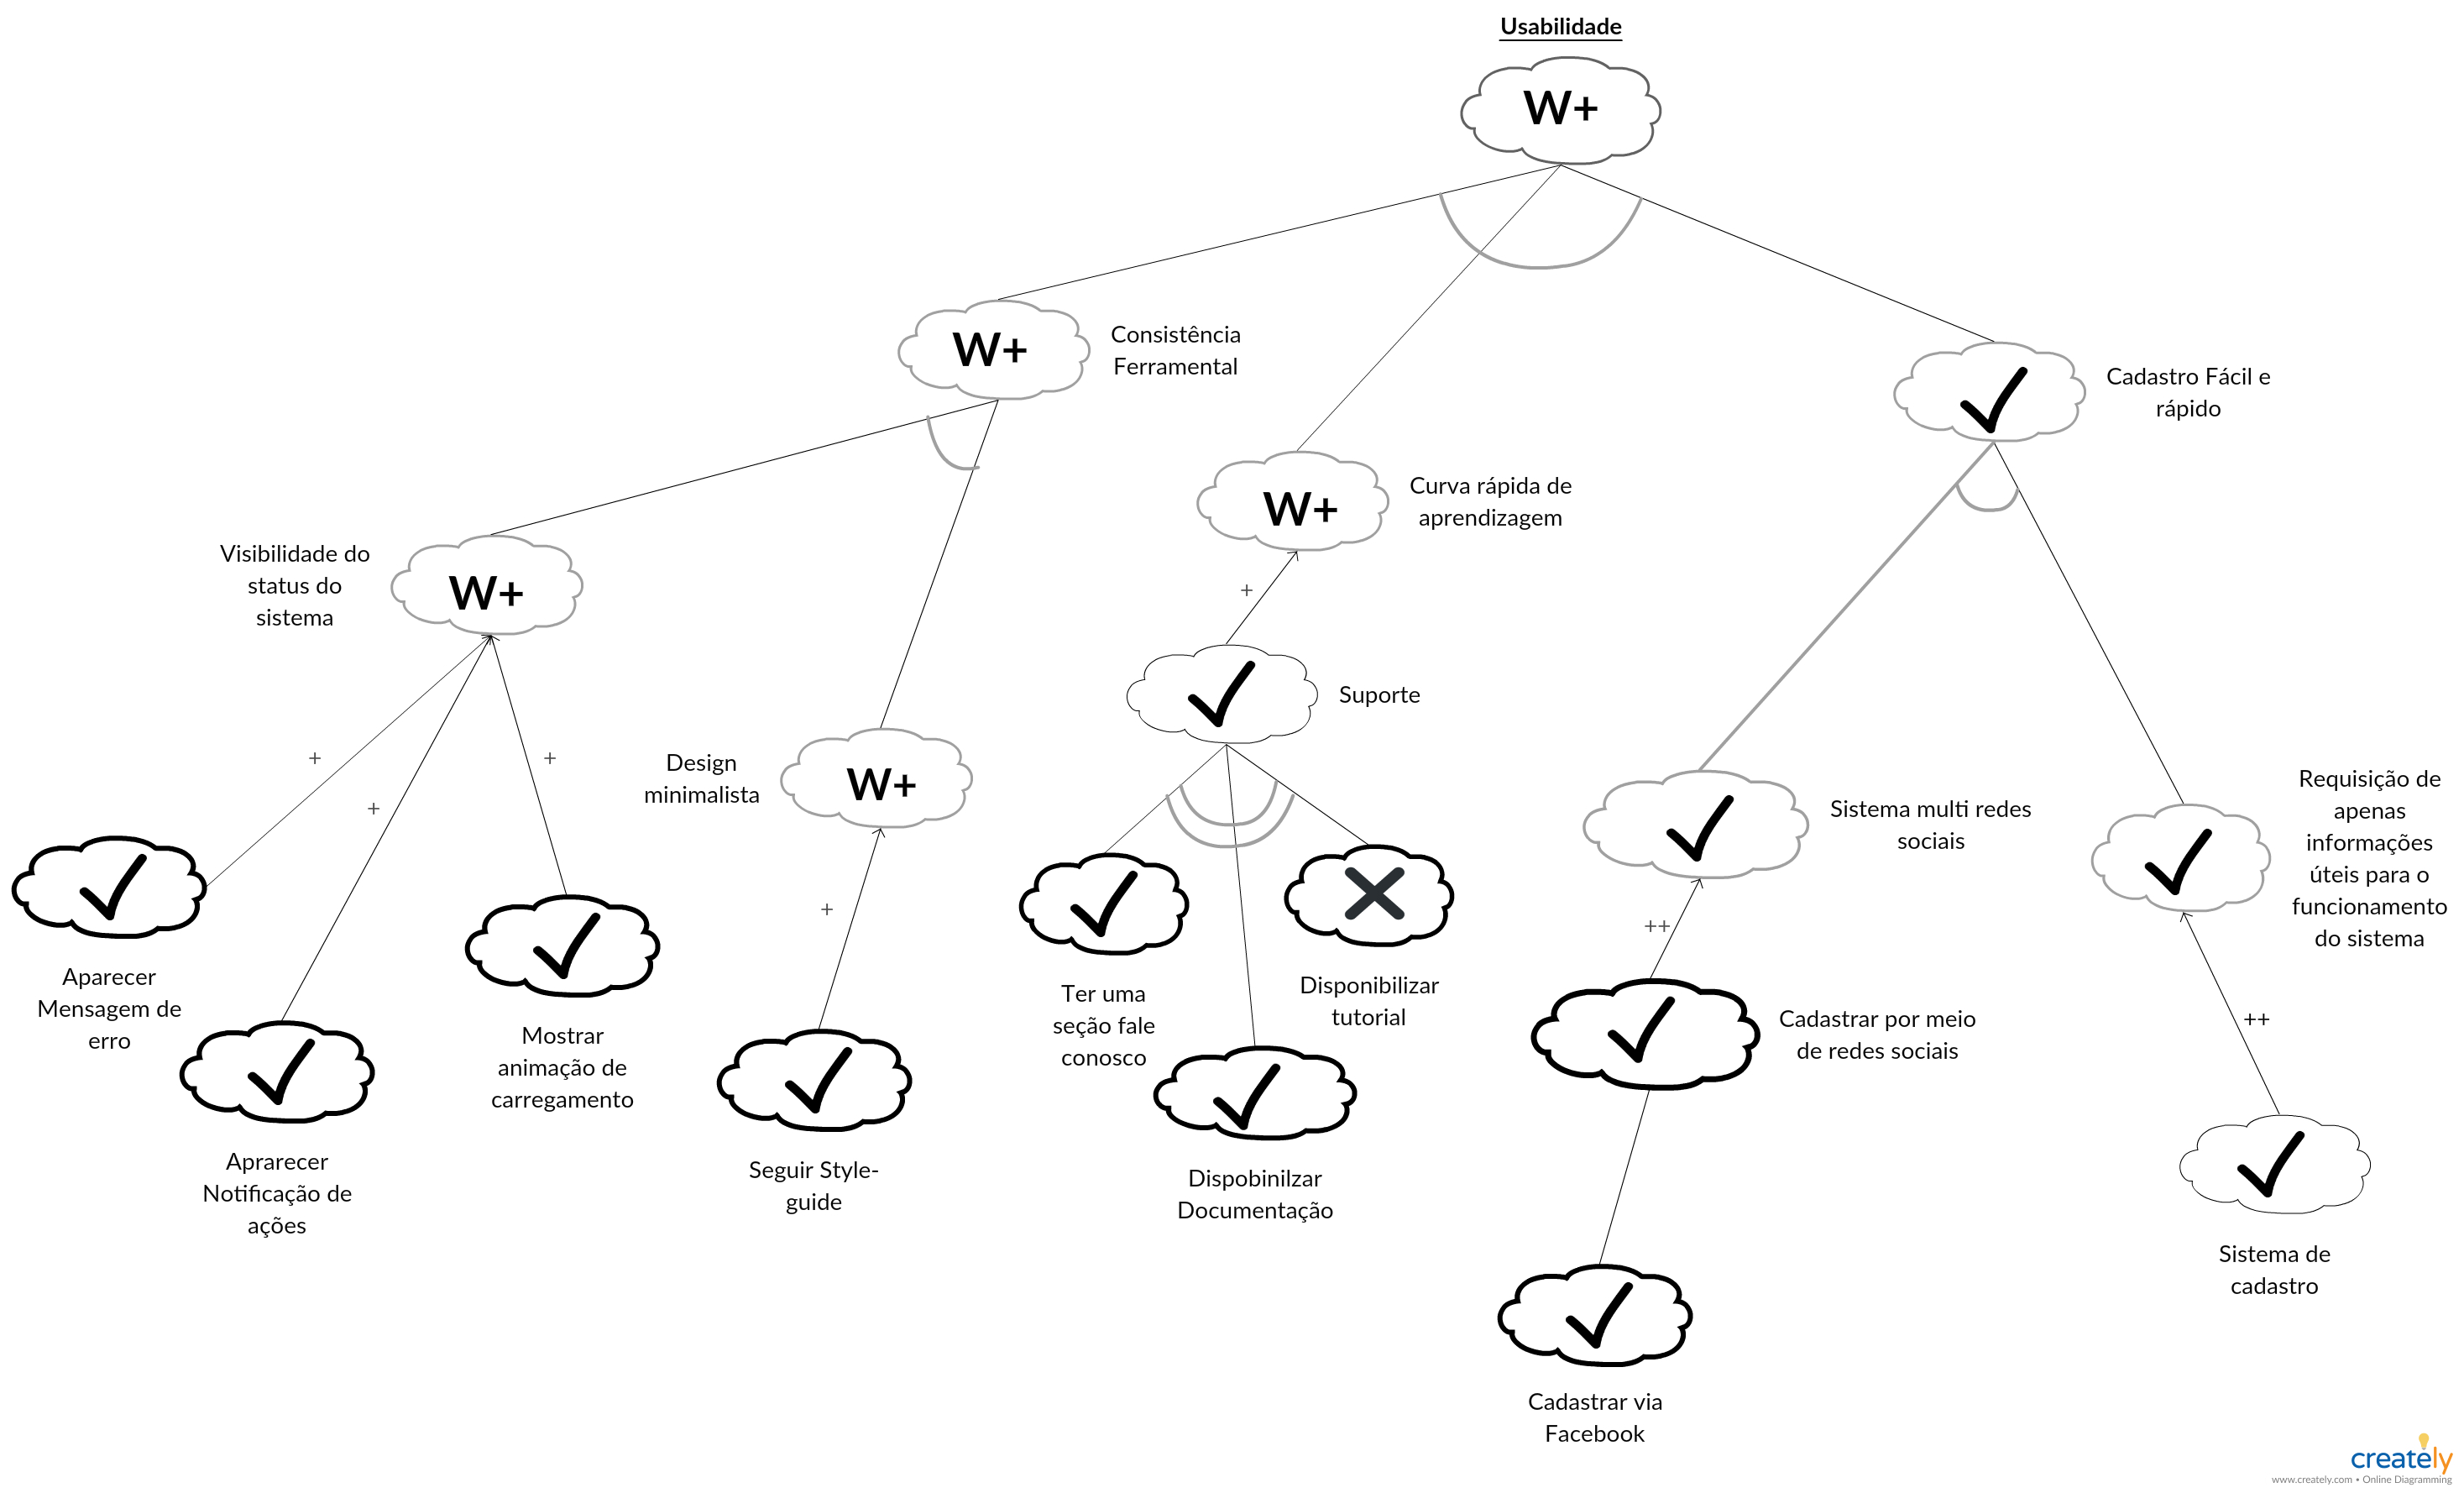 Usabilidade
W+
W+
Consistência
Ferramental
Cadastro Fácil e
rápido
W+
Curva rápida de
aprendizagem
Visibilidade do
status do
sistema
W+
+
Suporte
+
+
+
Design
minimalista
W+
Sistema multi redes
sociais
Requisição de
apenas
informações
úteis para o
funcionamento
do sistema
+
++
Aparecer
Mensagem de
erro
Ter uma
seção fale
conosco
Disponibilizar
tutorial
Mostrar
animação de
carregamento
Cadastrar por meio
de redes sociais
++
Aprarecer
Notificação de
ações
Seguir Style-
guide
Dispobinilzar
Documentação
Sistema de
cadastro
Cadastrar via
Facebook
creately
www.creately.com • Online Diagramming